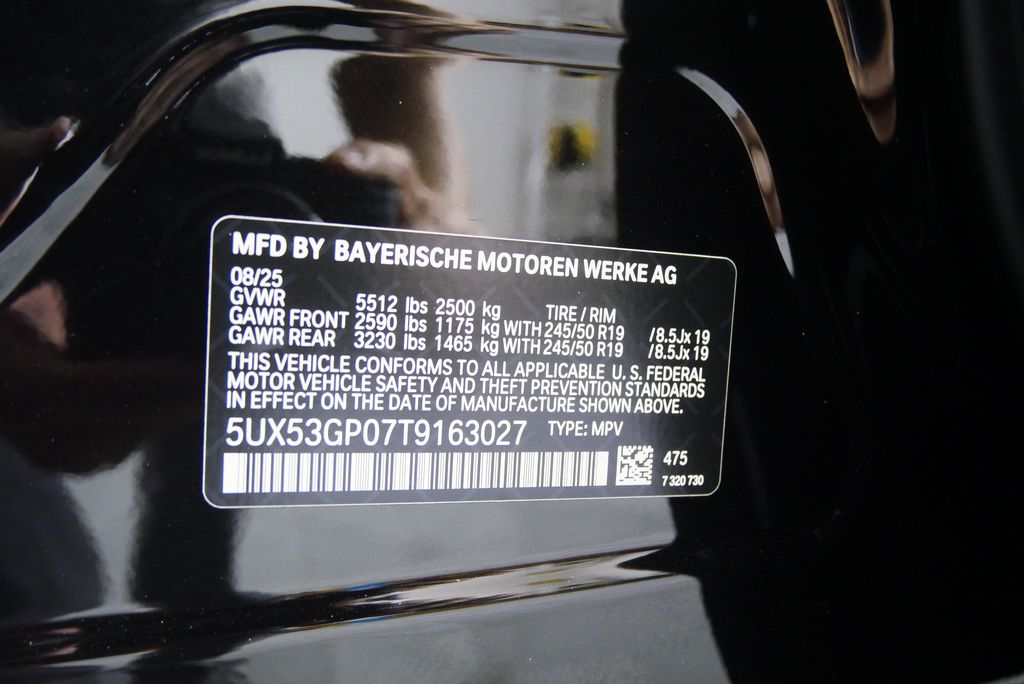 MFD BY BAYERISCHE MOTOREN WERKE AG
08/25
GVWR 5512 lbs 2500 kg TIRE / RIM
GAWR FRONT 2590 lbs 1175 kg WITH 245/50 R19 /8.5Jx19
GAWR REAR 3230 lbs 1465 kg WITH 245/50 R19 /8.5Jx19
THIS VEHICLE CONFORMS TO ALL APPLICABLE U.S. FEDERAL
MOTOR VEHICLE SAFETY AND THEFT PREVENTION STANDARDS
IN EFFECT ON THE DATE OF MANUFACTURE SHOWN ABOVE.
5UX53GP07T9163027 TYPE: MPV
475
7 320 730